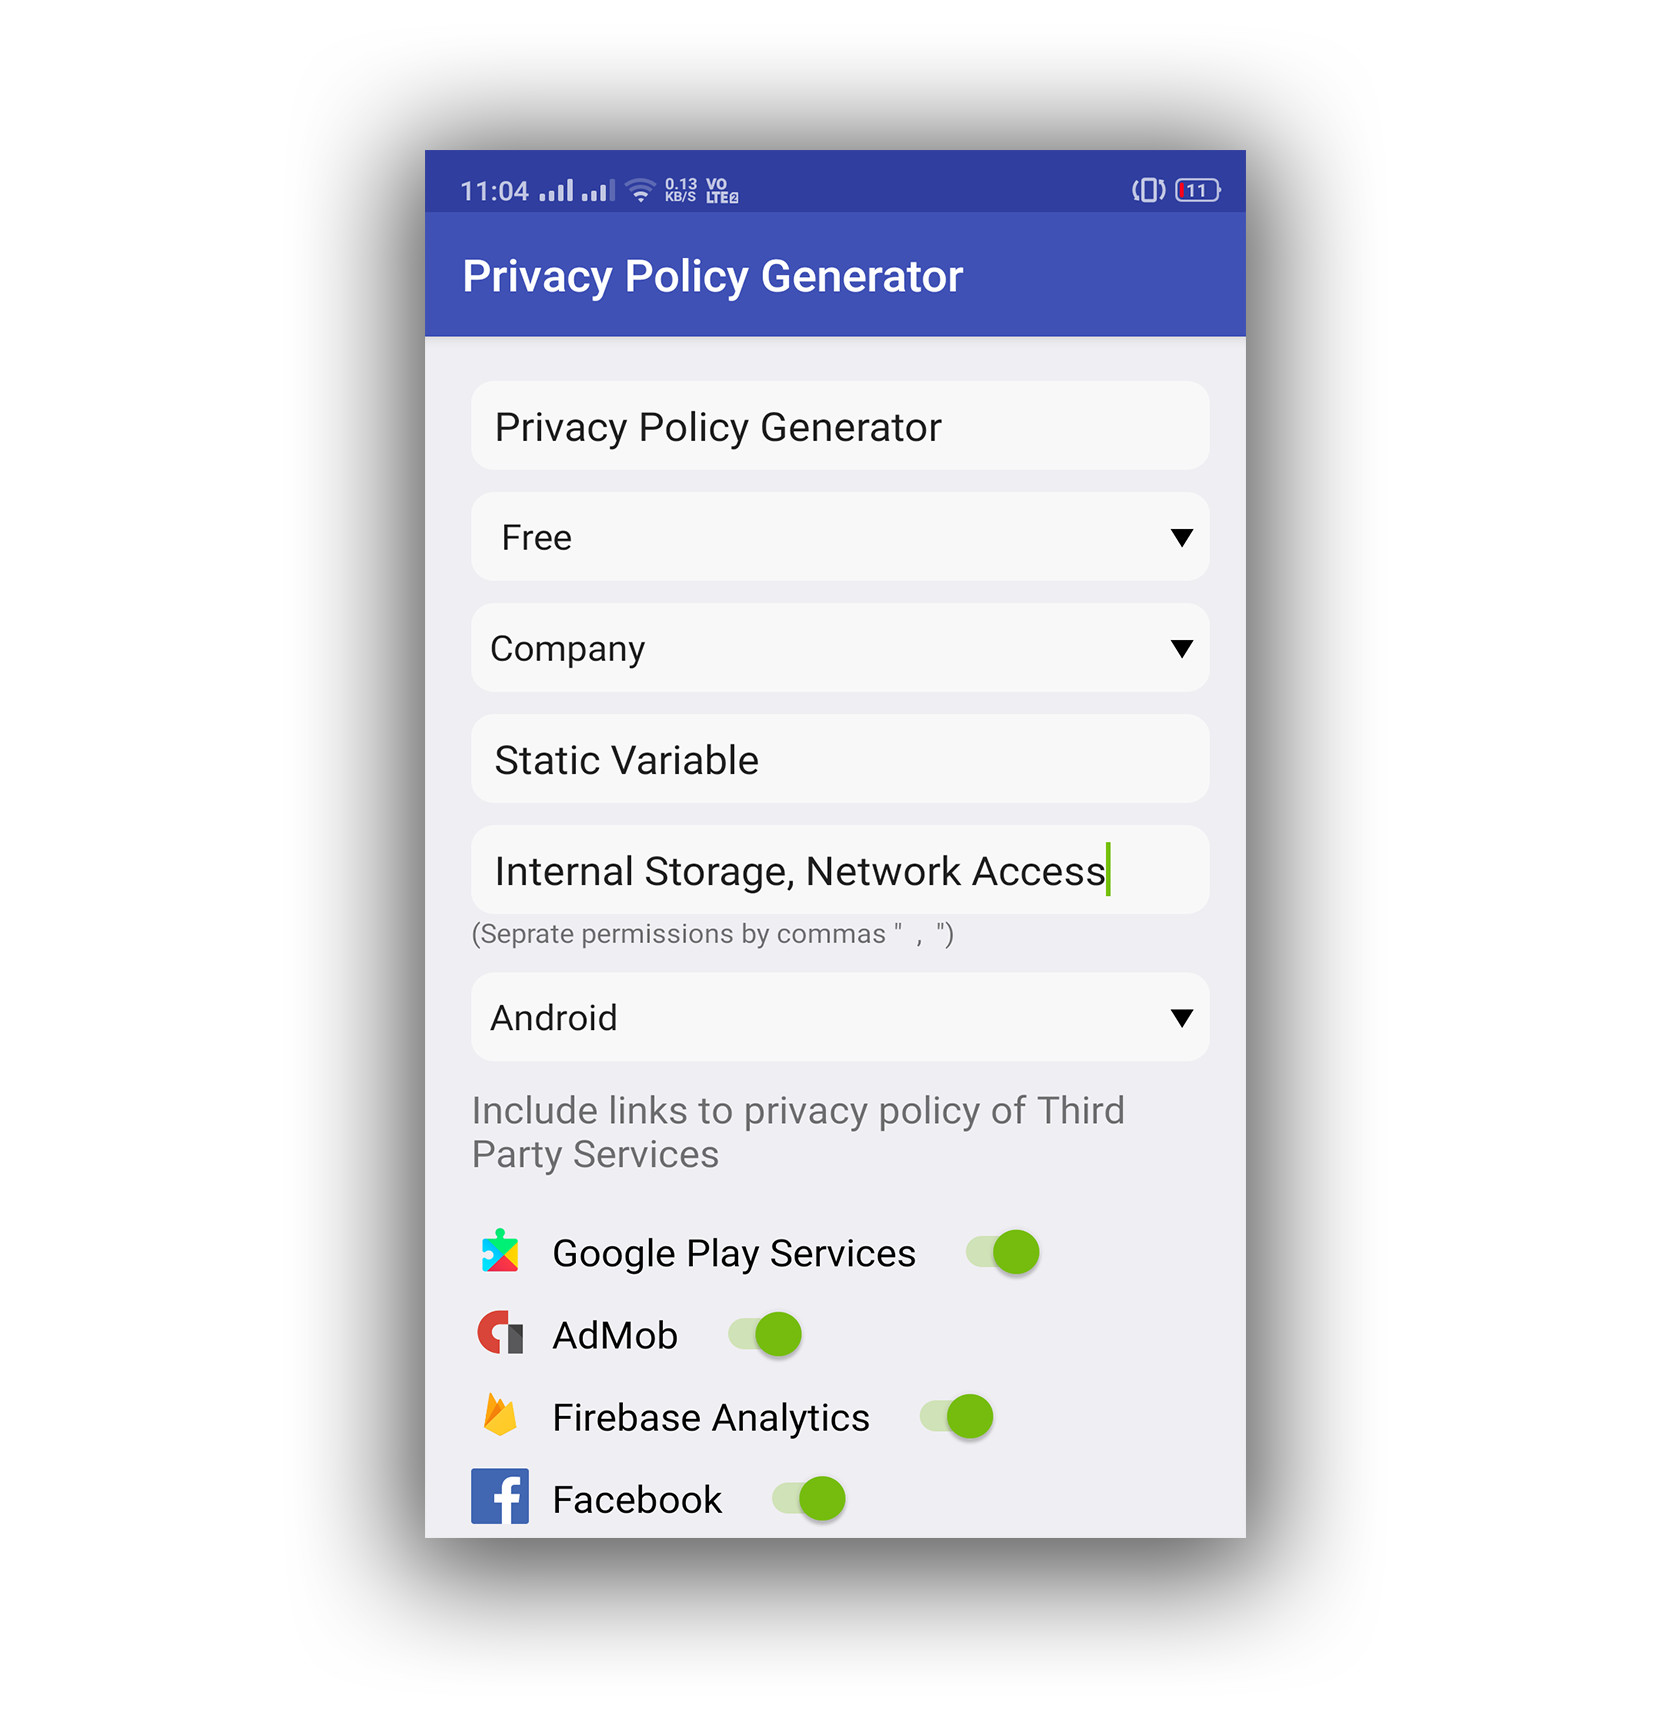 11:04 0.13 KB/S VO LTE2 11
Privacy Policy Generator
Privacy Policy Generator
Free
Company
Static Variable
Internal Storage, Network Access
(Seprate permissions by commas " , ")
Android
Include links to privacy policy of Third
Party Services
Google Play Services
AdMob
Firebase Analytics
Facebook